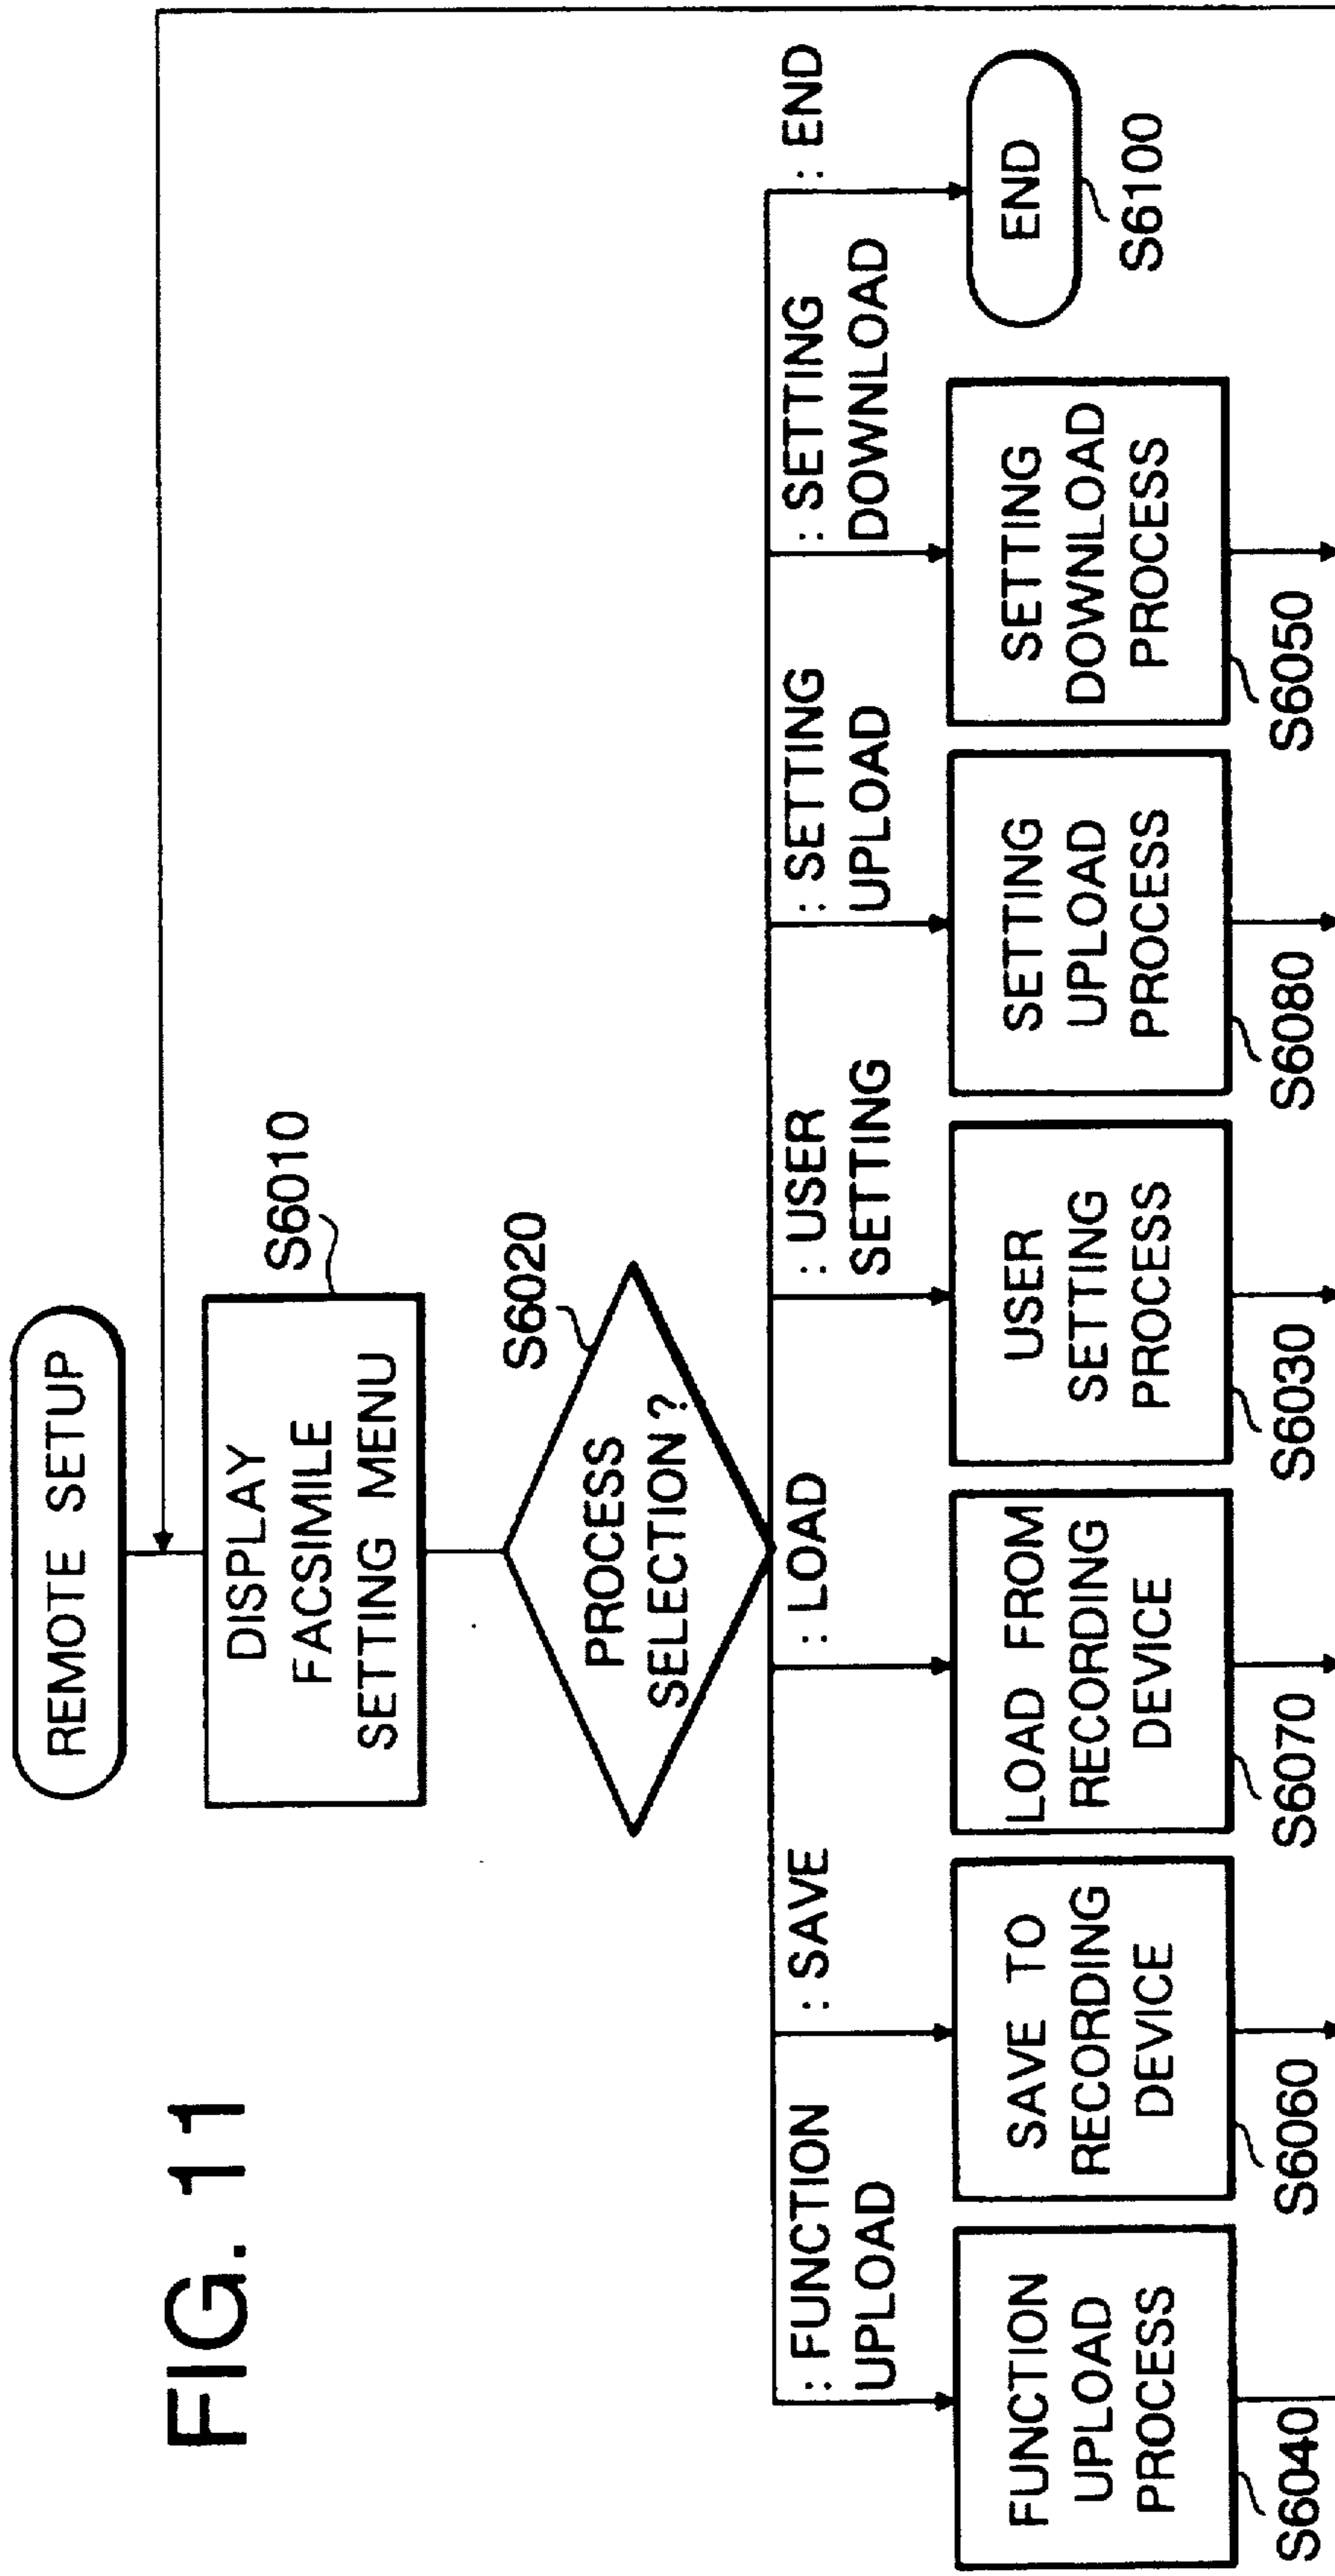 FIG. 11
REMOTE SETUP
DISPLAY
FACSIMILE
SETTING MENU
S6010
PROCESS
SELECTION?
S6020
: FUNCTION
UPLOAD
: SAVE
: LOAD
: USER
SETTING
: SETTING
UPLOAD
: SETTING
DOWNLOAD
: END
FUNCTION
UPLOAD
PROCESS
S6040
SAVE TO
RECORDING
DEVICE
S6060
LOAD FROM
RECORDING
DEVICE
S6070
USER
SETTING
PROCESS
S6030
SETTING
UPLOAD
PROCESS
S6080
SETTING
DOWNLOAD
PROCESS
S6050
END
S6100